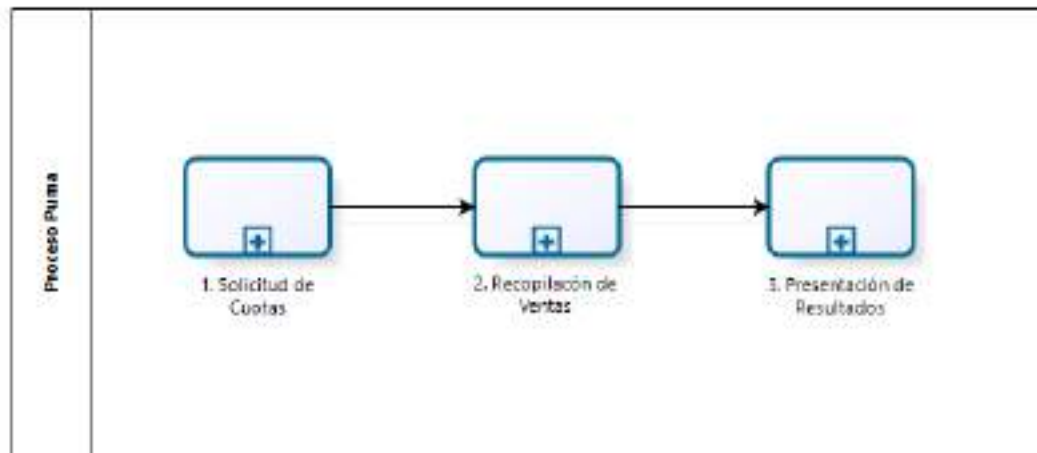 Proceso Puma
1. Solicitud de
Cuotas
2. Recopilacón de
Ventas
3. Presentación de
Resultados